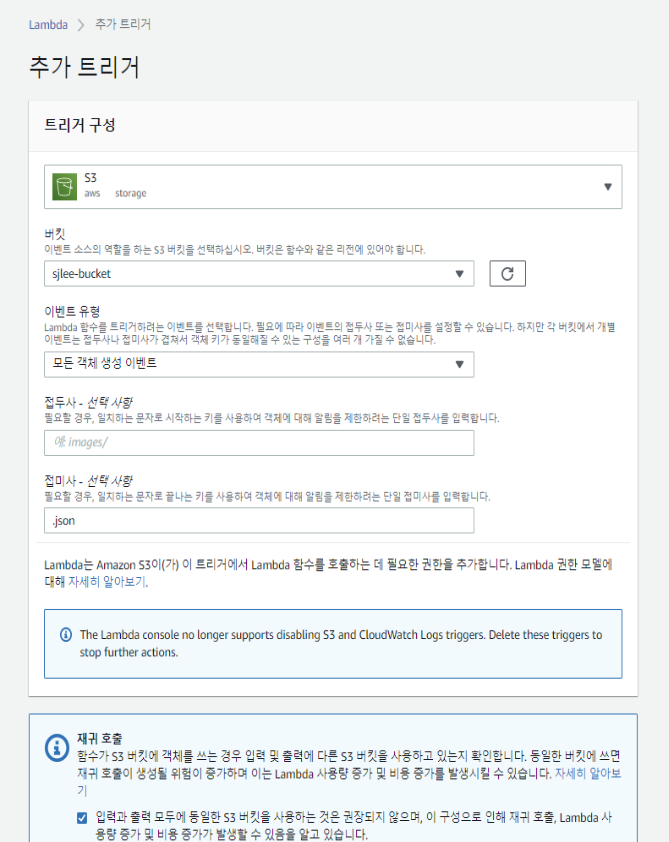 Lambda > 추가 트리거
추가 트리거
트리거 구성
S3
aws storage
버킷
이벤트 소스의 역할을 하는 S3 버킷을 선택하십시오. 버킷은 함수와 같은 리전에 있어야 합니다.
sjlee-bucket
이벤트 유형
Lambda 함수를 트리거하려는 이벤트를 선택합니다. 필요에 따라 이벤트의 접두사 또는 접미사를 설정할 수 있습니다. 하지만 각 버킷에서 개별
이벤트는 접두사나 접미사가 겹쳐서 객체 키가 동일해질 수 있는 구성을 여러 개 가질 수 없습니다.
모든 객체 생성 이벤트
접두사 - 선택 사항
필요할 경우, 일치하는 문자로 시작하는 키를 사용하여 객체에 대해 알림을 제한하려는 단일 접두사를 입력합니다.
예: images/
접미사 - 선택 사항
필요할 경우, 일치하는 문자로 끝나는 키를 사용하여 객체에 대해 알림을 제한하려는 단일 접미사를 입력합니다.
.json
Lambda는 Amazon S3이(가) 이 트리거에서 Lambda 함수를 호출하는 데 필요한 권한을 추가합니다. Lambda 권한 모델에
대해 자세히 알아보기.
The Lambda console no longer supports disabling S3 and CloudWatch Logs triggers. Delete these triggers to
stop further actions.
재귀 호출
함수가 S3 버킷에 객체를 쓰는 경우 입력 및 출력에 다른 S3 버킷을 사용하고 있는지 확인합니다. 동일한 버킷에 쓰면
재귀 호출이 생성될 위험이 증가하며 이는 Lambda 사용량 증가 및 비용 증가를 발생시킬 수 있습니다. 자세히 알아보
기
입력과 출력 모두에 동일한 S3 버킷을 사용하는 것은 권장되지 않으며, 이 구성으로 인해 재귀 호출, Lambda 사
용량 증가 및 비용 증가가 발생할 수 있음을 알고 있습니다.